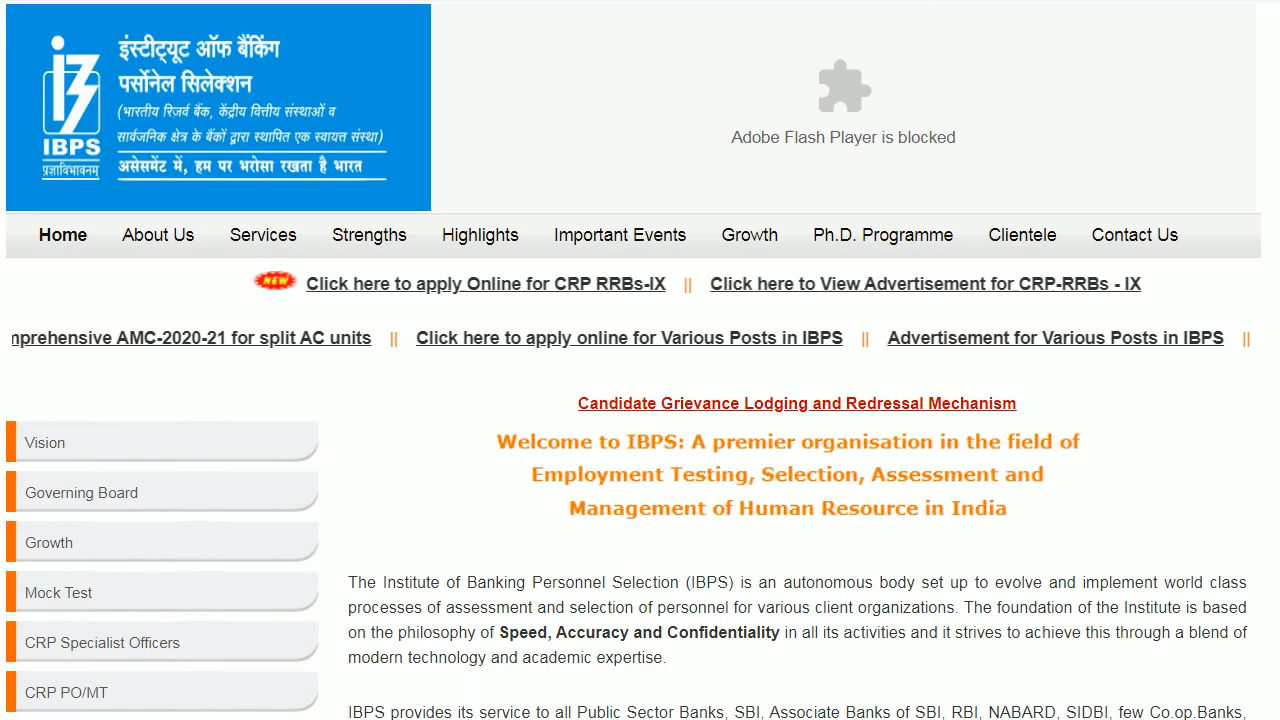 इंस्टीट्यूट ऑफ बैंकिंग
पर्सोनेल सिलेक्शन
(भारतीय रिज़र्व बैंक, केंद्रीय वित्तीय संस्थाओं व
सार्वजनिक क्षेत्र के बैंकों द्वारा स्थापित एक स्वायत्त संस्था)
IBPS
प्रज्ञाविभावनम्
असेसमेंट में, हम पर भरोसा रखता है भारत
Adobe Flash Player is blocked
Home About Us Services Strengths Highlights Important Events Growth Ph.D. Programme Clientele Contact Us
NEW Click here to apply Online for CRP RRBs-IX || Click here to View Advertisement for CRP-RRBs - IX
mprehensive AMC-2020-21 for split AC units || Click here to apply online for Various Posts in IBPS || Advertisement for Various Posts in IBPS ||
Candidate Grievance Lodging and Redressal Mechanism
Welcome to IBPS: A premier organisation in the field of
Employment Testing, Selection, Assessment and
Management of Human Resource in India
Vision
Governing Board
Growth
Mock Test
CRP Specialist Officers
CRP PO/MT
The Institute of Banking Personnel Selection (IBPS) is an autonomous body set up to evolve and implement world class
processes of assessment and selection of personnel for various client organizations. The foundation of the Institute is based
on the philosophy of Speed, Accuracy and Confidentiality in all its activities and it strives to achieve this through a blend of
modern technology and academic expertise.
IBPS provides its service to all Public Sector Banks, SBI, Associate Banks of SBI, RBI, NABARD, SIDBI, few Co.op.Banks,